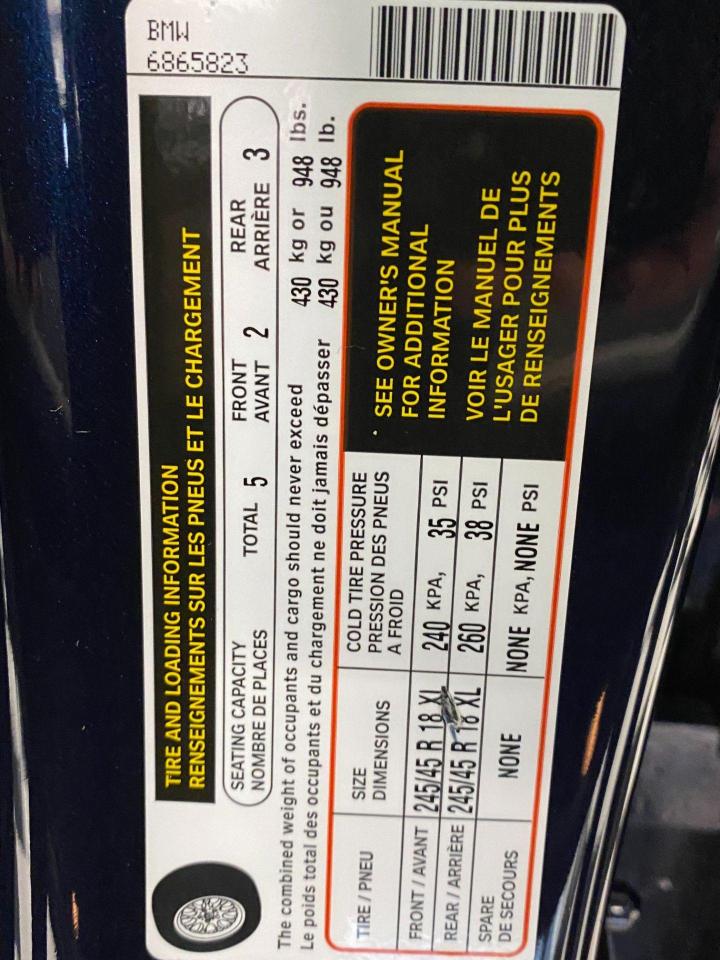 BMW
6865823
TIRE AND LOADING INFORMATION
RENSEIGNEMENTS SUR LES PNEUS ET LE CHARGEMENT
SEATING CAPACITY
NOMBRE DE PLACES
TOTAL 5
FRONT
AVANT 2
REAR
ARRIÈRE 3
The combined weight of occupants and cargo should never exceed 430 kg or 948 lbs.
Le poids total des occupants et du chargement ne doit jamais dépasser 430 kg ou 948 lb.
TIRE / PNEU
SIZE
DIMENSIONS
COLD TIRE PRESSURE
PRESSION DES PNEUS
A FROID
FRONT / AVANT 245/45 R 18 XL 240 KPA, 35 PSI
REAR / ARRIÈRE 245/45 R 18 XL 260 KPA, 38 PSI
SPARE
DE SECOURS
NONE NONE KPA, NONE PSI
SEE OWNER'S MANUAL
FOR ADDITIONAL
INFORMATION
VOIR LE MANUEL DE
L'USAGER POUR PLUS
DE RENSEIGNEMENTS